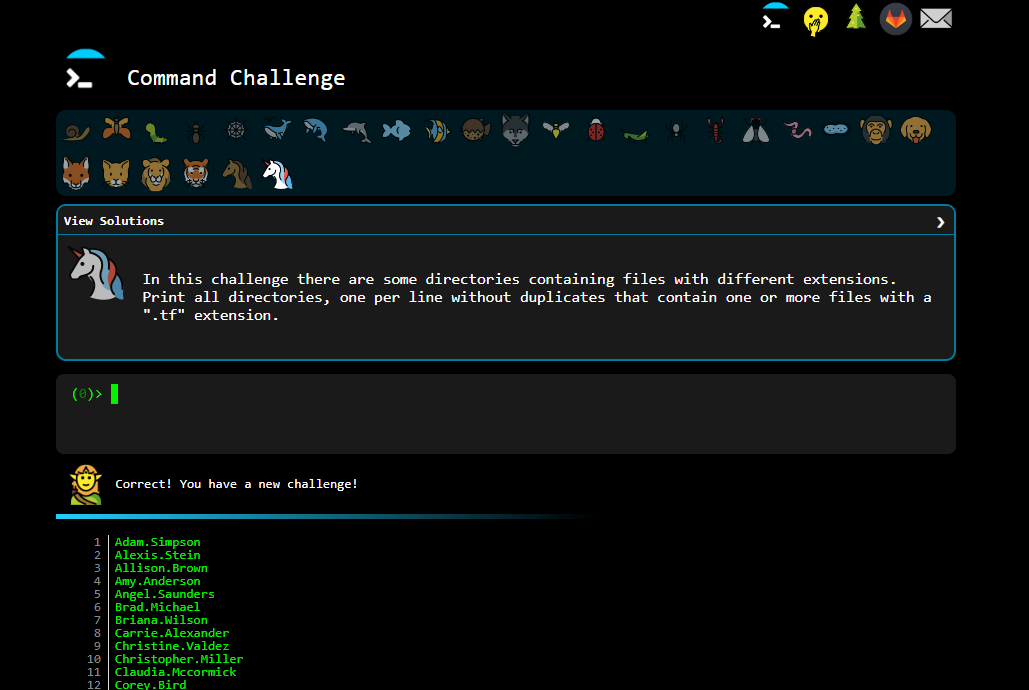 Command Challenge
View Solutions
In this challenge there are some directories containing files with different extensions.
Print all directories, one per line without duplicates that contain one or more files with a
".tf" extension.
(0)>
Correct! You have a new challenge!
1 Adam.Simpson
2 Alexis.Stein
3 Allison.Brown
4 Amy.Anderson
5 Angel.Saunders
6 Brad.Michael
7 Briana.Wilson
8 Carrie.Alexander
9 Christine.Valdez
10 Christopher.Miller
11 Claudia.Mccormick
12 Corey.Bird